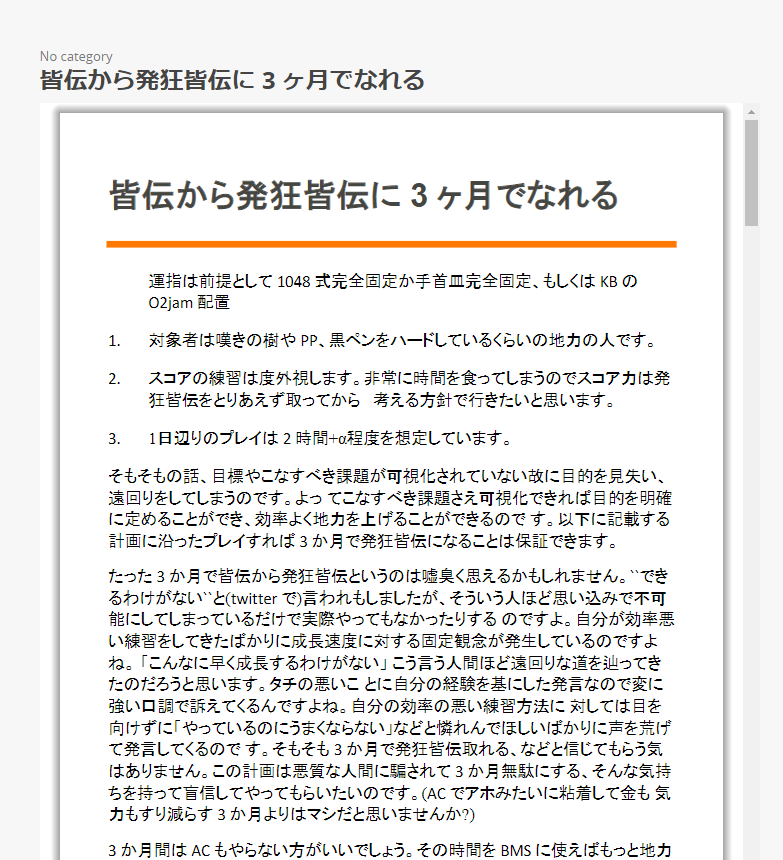 No category
皆伝から発狂皆伝に 3 ヶ月でなれる
皆伝から発狂皆伝に 3 ヶ月でなれる
運指は前提として 1048 式完全固定か手首皿完全固定、もしくは KB の
O2jam 配置
1. 対象者は嘆きの樹や PP、黒ペンをハードしているくらいの地力の人です。
2. スコアの練習は度外視します。非常に時間を食ってしまうのでスコア力は発
狂皆伝をとりあえず取ってから 考える方針で行きたいと思います。
3. 1日辺りのプレイは 2 時間+α程度を想定しています。
そもそもの話、目標やこなすべき課題が可視化されていない故に目的を見失い、
遠回りをしてしまうのです。よっ てこなすべき課題さえ可視化できれば目的を明確
に定めることができ、効率よく地力を上げることができるので す。以下に記載する
計画に沿ったプレイすれば 3 か月で発狂皆伝になることは保証できます。
たった 3 か月で皆伝から発狂皆伝というのは嘘臭く思えるかもしれません。``でき
るわけがない``と(twitter で)言われもしましたが、そういう人ほど思い込みで不可
能にしてしまっているだけで実際やってもなかったりする のですよ。自分が効率悪
い練習をしてきたばかりに成長速度に対する固定観念が発生しているのですよ
ね。「こんなに早く成長するわけがない」 こう言う人間ほど遠回りな道を辿ってき
たのだろうと思います。タチの悪いこ とに自分の経験を基にした発言なので変に
強い口調で訴えてくるんですよね。自分の効率の悪い練習方法に 対しては目を
向けずに「やっているのにうまくならない」などと憐れんでほしいばかりに声を荒げ
て発言してくるので す。そもそも 3 か月で発狂皆伝取れる、などと信じてもらう気
はありません。この計画は悪質な人間に騙されて 3 か月無駄にする、そんな気持
ちを持って盲信してやってもらいたいのです。(AC でアホみたいに粘着して金も 気
力もすり減らす 3 か月よりはマシだと思いませんか?)
3 か月間は AC もやらない方がいいでしょう。その時間を BMS に使えばもっと地力